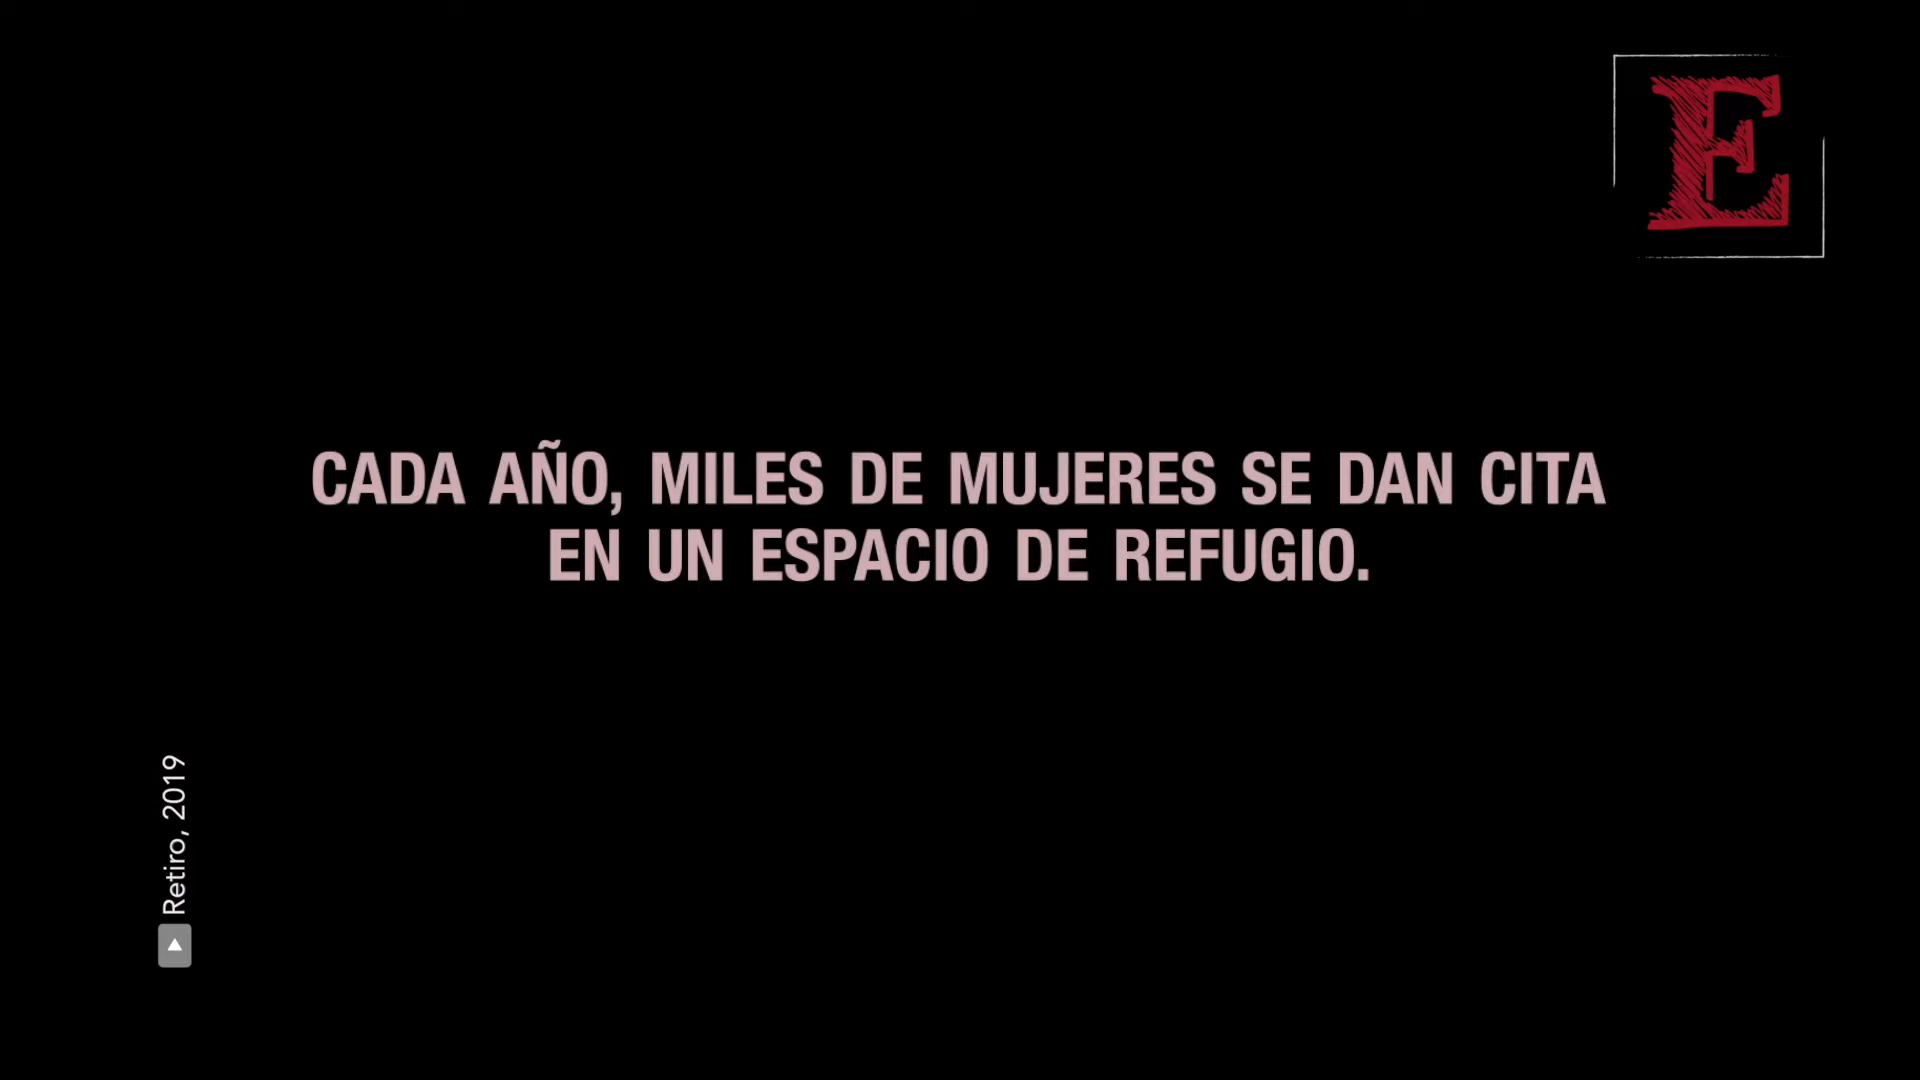 E
CADA AÑO, MILES DE MUJERES SE DAN CITA
EN UN ESPACIO DE REFUGIO.
Retiro, 2019